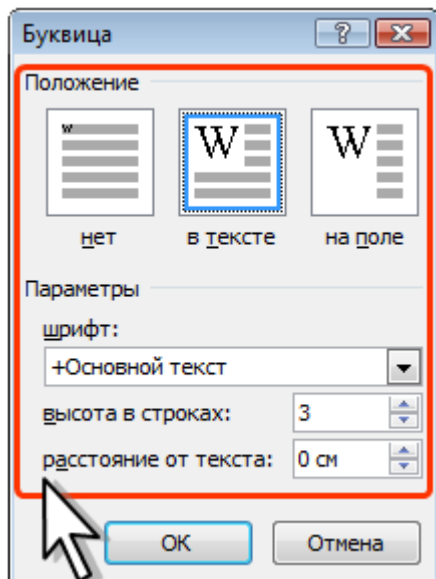 Буквица
Положение
W W W
нет в тексте на поле
Параметры
шрифт:
+Основной текст
высота в строках: 3
расстояние от текста: 0 см
ОК Отмена